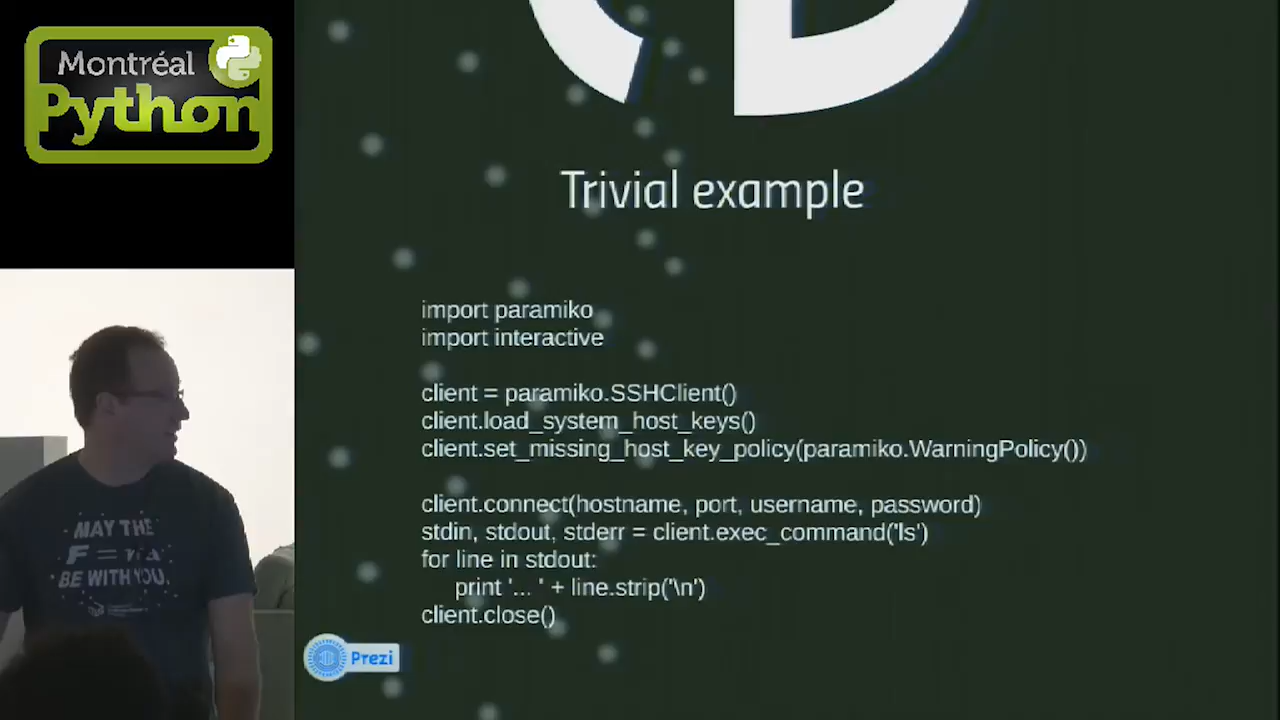 Montréal
Python
Trivial example
import paramiko
import interactive
client = paramiko.SSHClient()
client.load_system_host_keys()
client.set_missing_host_key_policy(paramiko.WarningPolicy())
client.connect(hostname, port, username, password)
stdin, stdout, stderr = client.exec_command('ls')
for line in stdout:
print '... ' + line.strip('\n')
client.close()
Prezi
MAY THE
F =
BE WITH YOU.